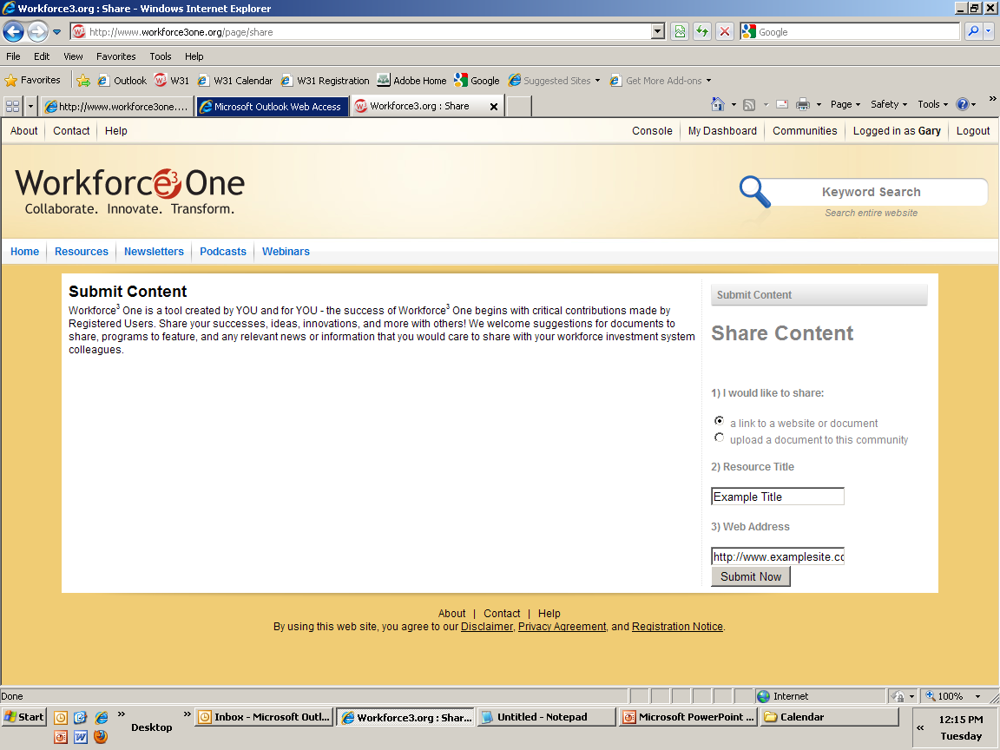 Workforce3.org : Share - Windows Internet Explorer
http://www.workforce3one.org/page/share
Google
File Edit View Favorites Tools Help
Favorites Outlook W31 W31 Calendar W31 Registration Adobe Home Google Suggested Sites Get More Add-ons
http://www.workforce3one.... Microsoft Outlook Web Access Workforce3.org : Share Page Safety Tools »
About Contact Help Console My Dashboard Communities Logged in as Gary Logout
Workforce3 One
Collaborate. Innovate. Transform.
Keyword Search
Search entire website
Home Resources Newsletters Podcasts Webinars
Submit Content
Workforce3 One is a tool created by YOU and for YOU - the success of Workforce3 One begins with critical contributions made by
Registered Users. Share your successes, ideas, innovations, and more with others! We welcome suggestions for documents to
share, programs to feature, and any relevant news or information that you would care to share with your workforce investment system
colleagues.
Submit Content
Share Content
1) I would like to share:
a link to a website or document
upload a document to this community
2) Resource Title
Example Title
3) Web Address
http://www.examplesite.co
Submit Now
About | Contact | Help
By using this web site, you agree to our Disclaimer, Privacy Agreement, and Registration Notice.
Done Internet 100%
Start » Desktop » Inbox - Microsoft Outl... Workforce3.org : Shar... Untitled - Notepad Microsoft PowerPoint ... Calendar « 12:15 PM
Tuesday